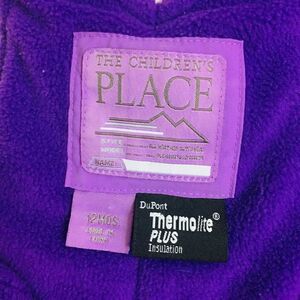 THE CHILDREN'S
PLACE
NAME:
12MOS
DuPont
Thermolite®
PLUS
Insulation